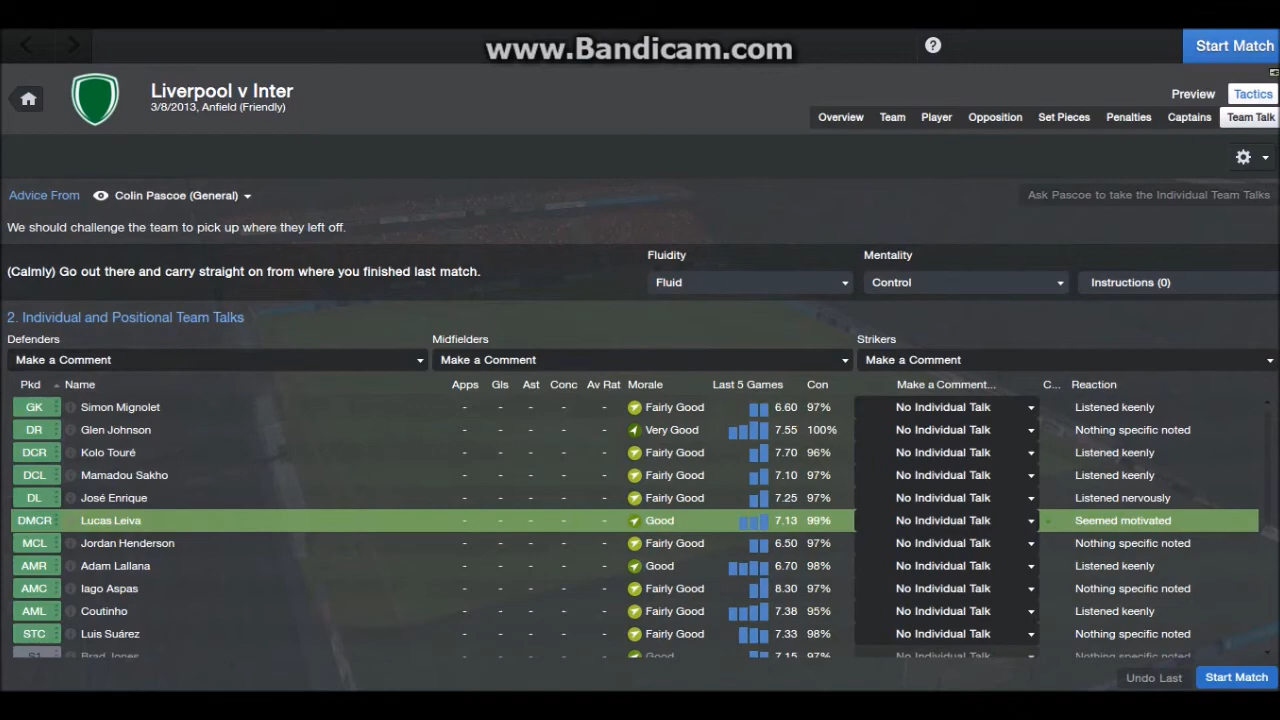 www.Bandicam.com
? Start Match
Liverpool v Inter
3/8/2013, Anfield (Friendly)
Preview Tactics
Overview Team Player Opposition Set Pieces Penalties Captains Team Talk
Advice From Colin Pascoe (General) Ask Pascoe to take the Individual Team Talks
We should challenge the team to pick up where they left off.
Fluidity Mentality
(Calmly) Go out there and carry straight on from where you finished last match.
Fluid Control Instructions (0)
2. Individual and Positional Team Talks
Defenders Midfielders Strikers
Make a Comment Make a Comment Make a Comment
Pkd Name Apps Gls Ast Conc Av Rat Morale Last 5 Games Con Make a Comment... C... Reaction
GK Simon Mignolet - - - - - Fairly Good 6.60 97% No Individual Talk Listened keenly
DR Glen Johnson - - - - - Very Good 7.55 100% No Individual Talk Nothing specific noted
DCR Kolo Touré - - - - - Fairly Good 7.70 96% No Individual Talk Listened keenly
DCL Mamadou Sakho - - - - - Fairly Good 7.10 97% No Individual Talk Listened keenly
DL José Enrique - - - - - Fairly Good 7.25 97% No Individual Talk Listened nervously
DMCR Lucas Leiva - - - - - Good 7.13 99% No Individual Talk Seemed motivated
MCL Jordan Henderson - - - - - Fairly Good 6.50 97% No Individual Talk Nothing specific noted
AMR Adam Lallana - - - - - Good 6.70 98% No Individual Talk Listened keenly
AMC Iago Aspas - - - - - Fairly Good 8.30 97% No Individual Talk Nothing specific noted
AML Coutinho - - - - - Fairly Good 7.38 95% No Individual Talk Listened keenly
STC Luis Suárez - - - - - Fairly Good 7.33 98% No Individual Talk Nothing specific noted
S1 Brad Jones - - - - - Good 7.15 97% No Individual Talk Nothing specific noted
Undo Last Start Match